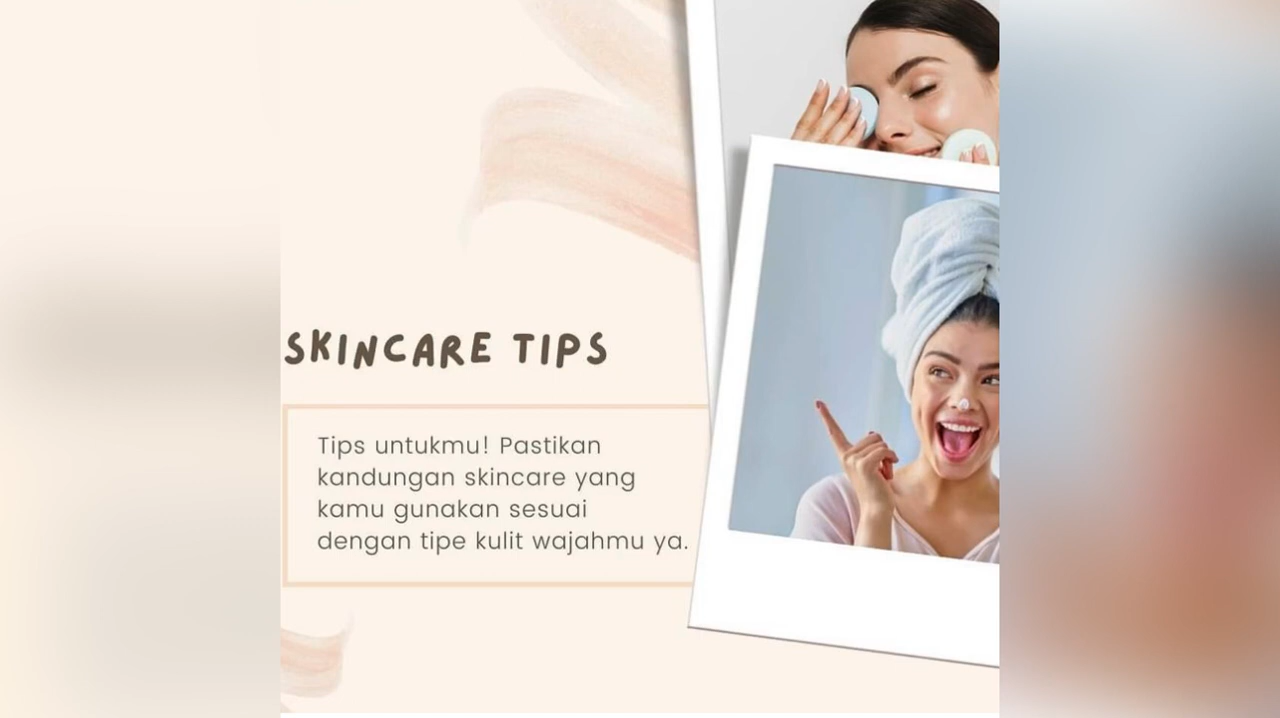 SKINCARE TIPS
Tips untukmu! Pastikan
kandungan skincare yang
kamu gunakan sesuai
dengan tipe kulit wajahmu ya.